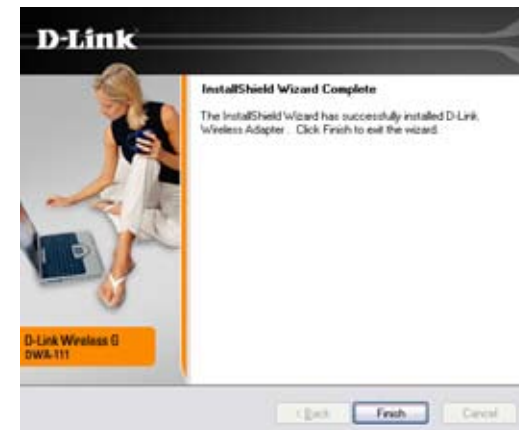 D-Link
InstallShield Wizard Complete
The InstallShield Wizard has successfully installed D-Link
Wireless Adapter . Click Finish to exit the wizard.
D-Link Wireless G
DWA-111
< Back
Finish
Cancel